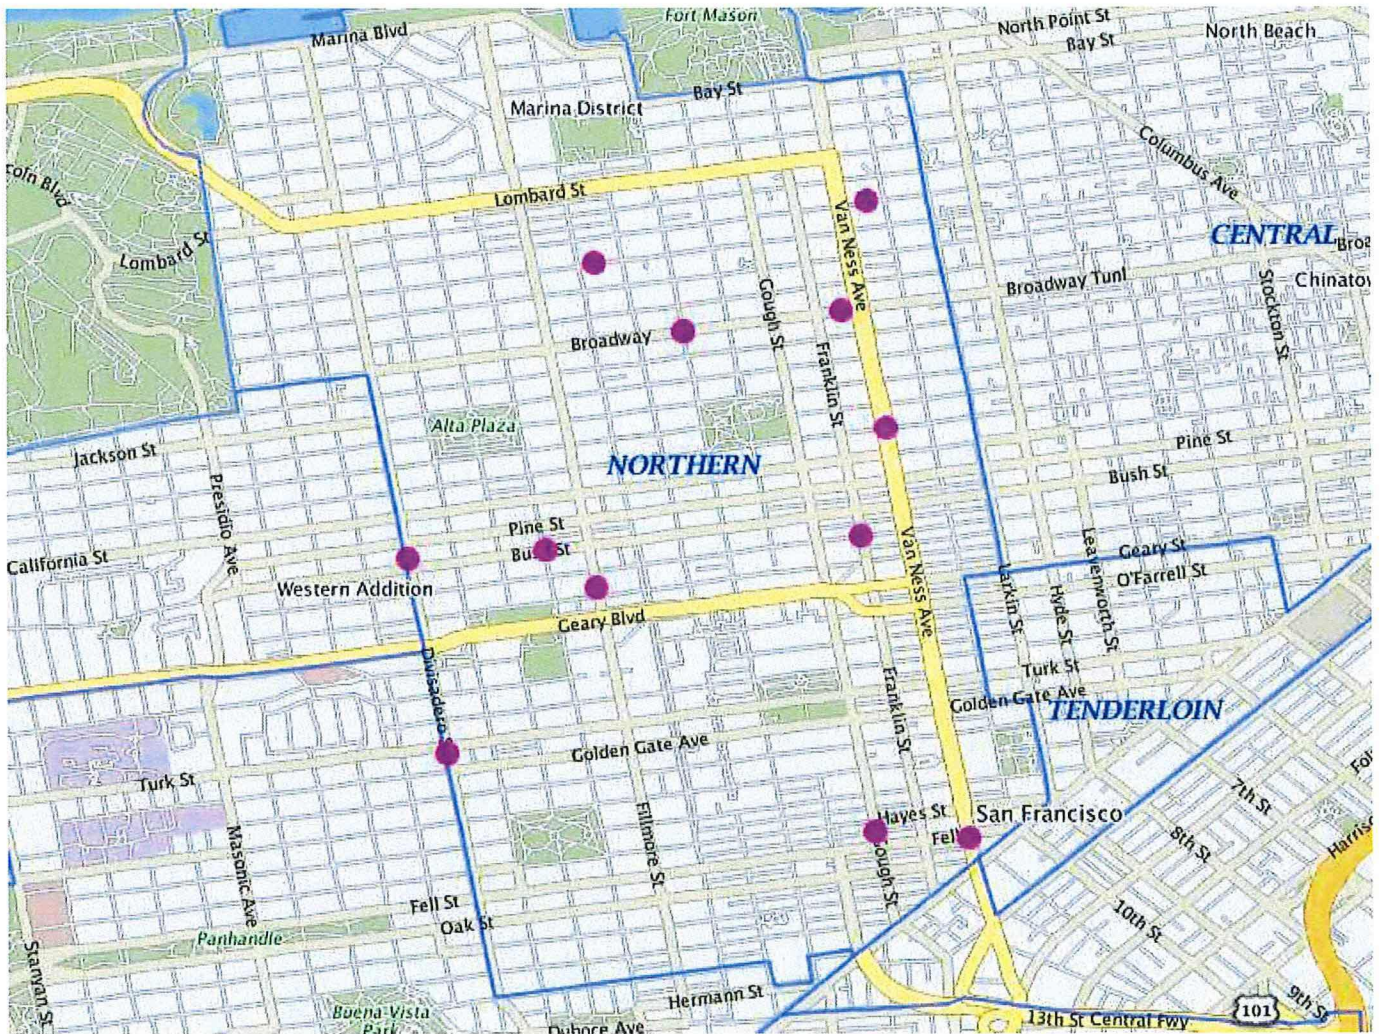 Fort Mason
North Point St
Marina Blvd
North Beach
Bay St
Bay St
Marina District
Columbus Ave
coln Blvd
Lombard St
Van Ness Ave
CENTRAL
Broa
Lombard St
Broadway Tunl
Stockton St
Chinatow
Gough St
Broadway
Franklin St
Alta Plaza
Pine St
Jackson St
NORTHERN
Bush St
Presidio Ave
Pine St
Van Ness Ave
Leavenworth St
Geary St
California St
O'Farrell St
Western Addition
Larkin St
Hyde St
Geary Blvd
Divisadero
Franklin St
Turk St
Golden Gate Ave
TENDERLOIN
Golden Gate Ave
Turk St
7th St
Fol
Fillmore St
Hayes St
San Francisco
Masonic Ave
Fell
8th St
Harriso
Gough St
Fell St
Oak St
10th St
Panhandle
Stanyan St
Hermann St
9th St
Buena Vista
Park
Duboce Ave
13th St Central Fwy
101